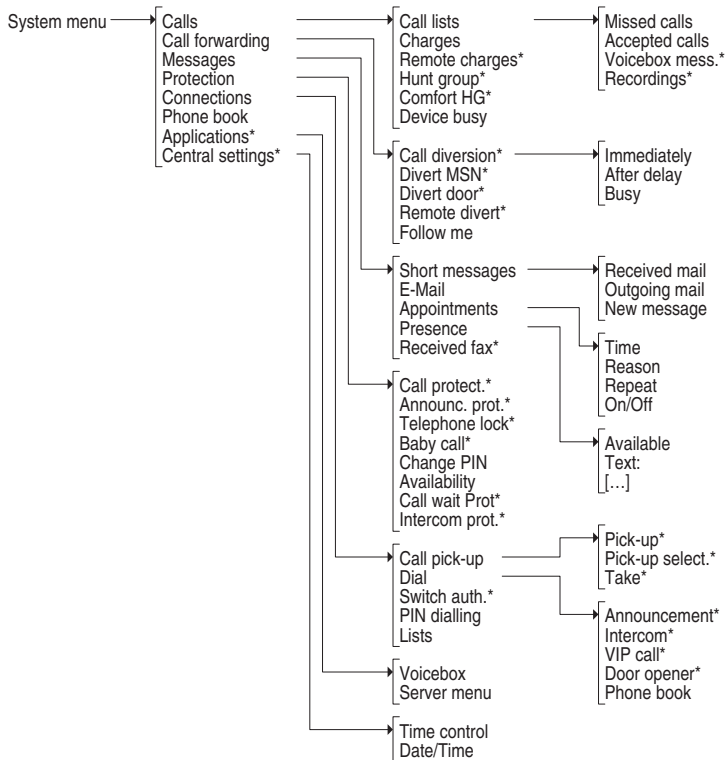 System menu
Calls
Call forwarding
Messages
Protection
Connections
Phone book
Applications*
Central settings*
Call lists
Charges
Remote charges*
Hunt group*
Comfort HG*
Device busy
Missed calls
Accepted calls
Voicebox mess.*
Recordings*
Call diversion*
Divert MSN*
Divert door*
Remote divert*
Follow me
Immediately
After delay
Busy
Short messages
E-Mail
Appointments
Presence
Received fax*
Received mail
Outgoing mail
New message
Time
Reason
Repeat
On/Off
Available
Text:
[...]
Call protect.*
Announc. prot.*
Telephone lock*
Baby call*
Change PIN
Availability
Call wait Prot*
Intercom prot.*
Call pick-up
Dial
Switch auth.*
PIN dialling
Lists
Pick-up*
Pick-up select.*
Take*
Announcement*
Intercom*
VIP call*
Door opener*
Phone book
Voicebox
Server menu
Time control
Date/Time